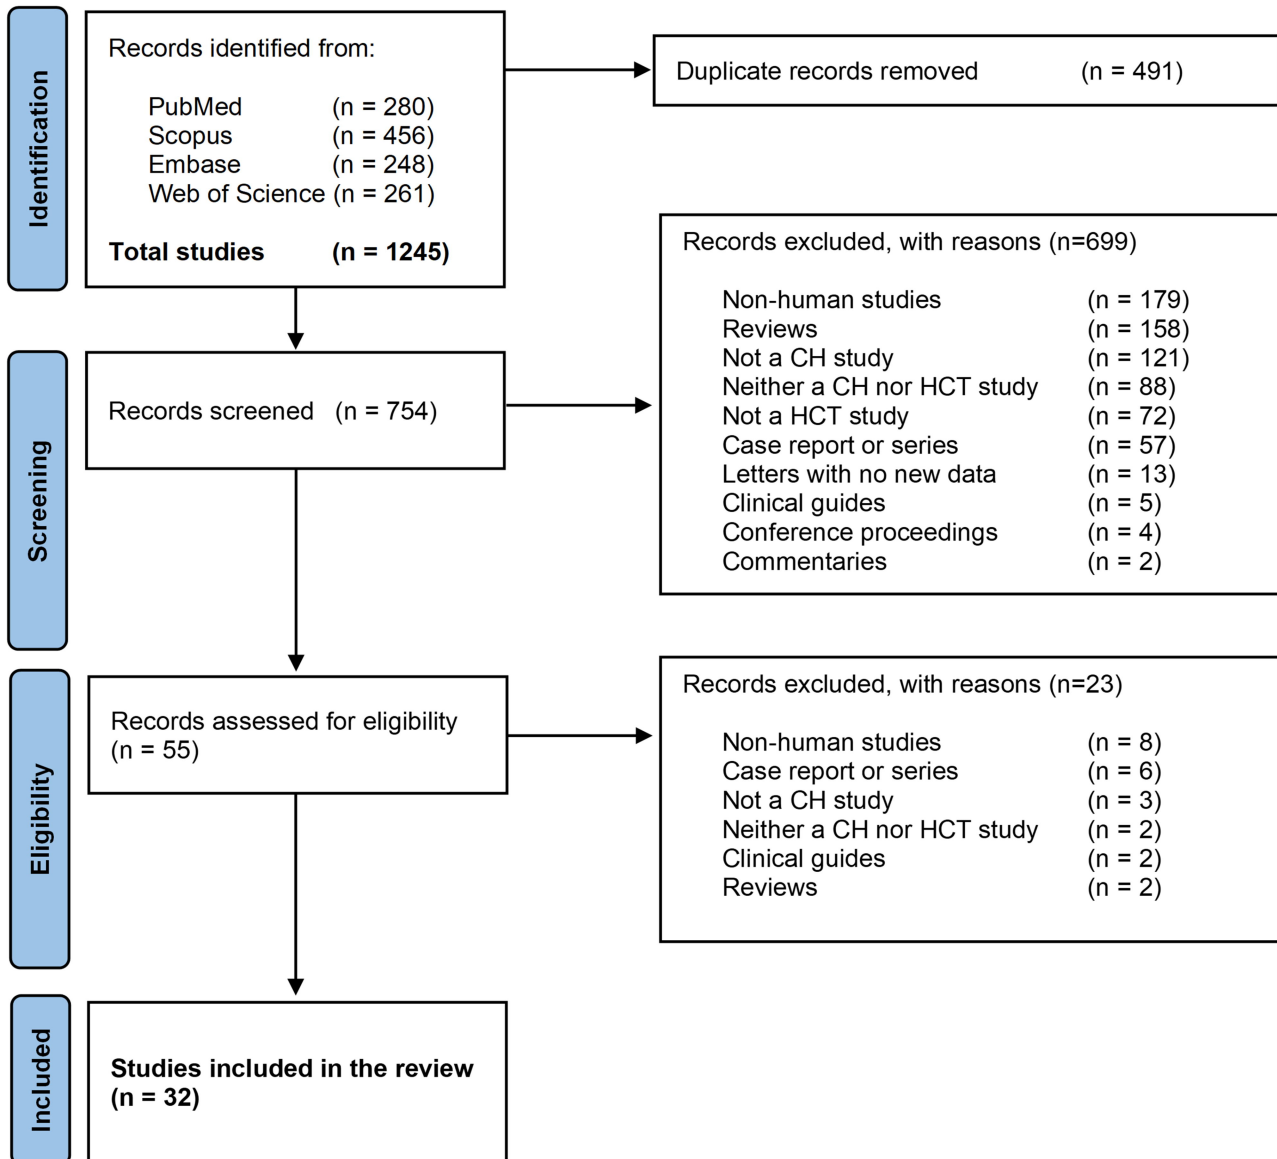 Identification
Records identified from:
PubMed (n = 280)
Scopus (n = 456)
Embase (n = 248)
Web of Science (n = 261)
Total studies (n = 1245)
Duplicate records removed (n = 491)
Screening
Records screened (n = 754)
Records excluded, with reasons (n=699)
Non-human studies (n = 179)
Reviews (n = 158)
Not a CH study (n = 121)
Neither a CH nor HCT study (n = 88)
Not a HCT study (n = 72)
Case report or series (n = 57)
Letters with no new data (n = 13)
Clinical guides (n = 5)
Conference proceedings (n = 4)
Commentaries (n = 2)
Eligibility
Records assessed for eligibility
(n = 55)
Records excluded, with reasons (n=23)
Non-human studies (n = 8)
Case report or series (n = 6)
Not a CH study (n = 3)
Neither a CH nor HCT study (n = 2)
Clinical guides (n = 2)
Reviews (n = 2)
Included
Studies included in the review
(n = 32)